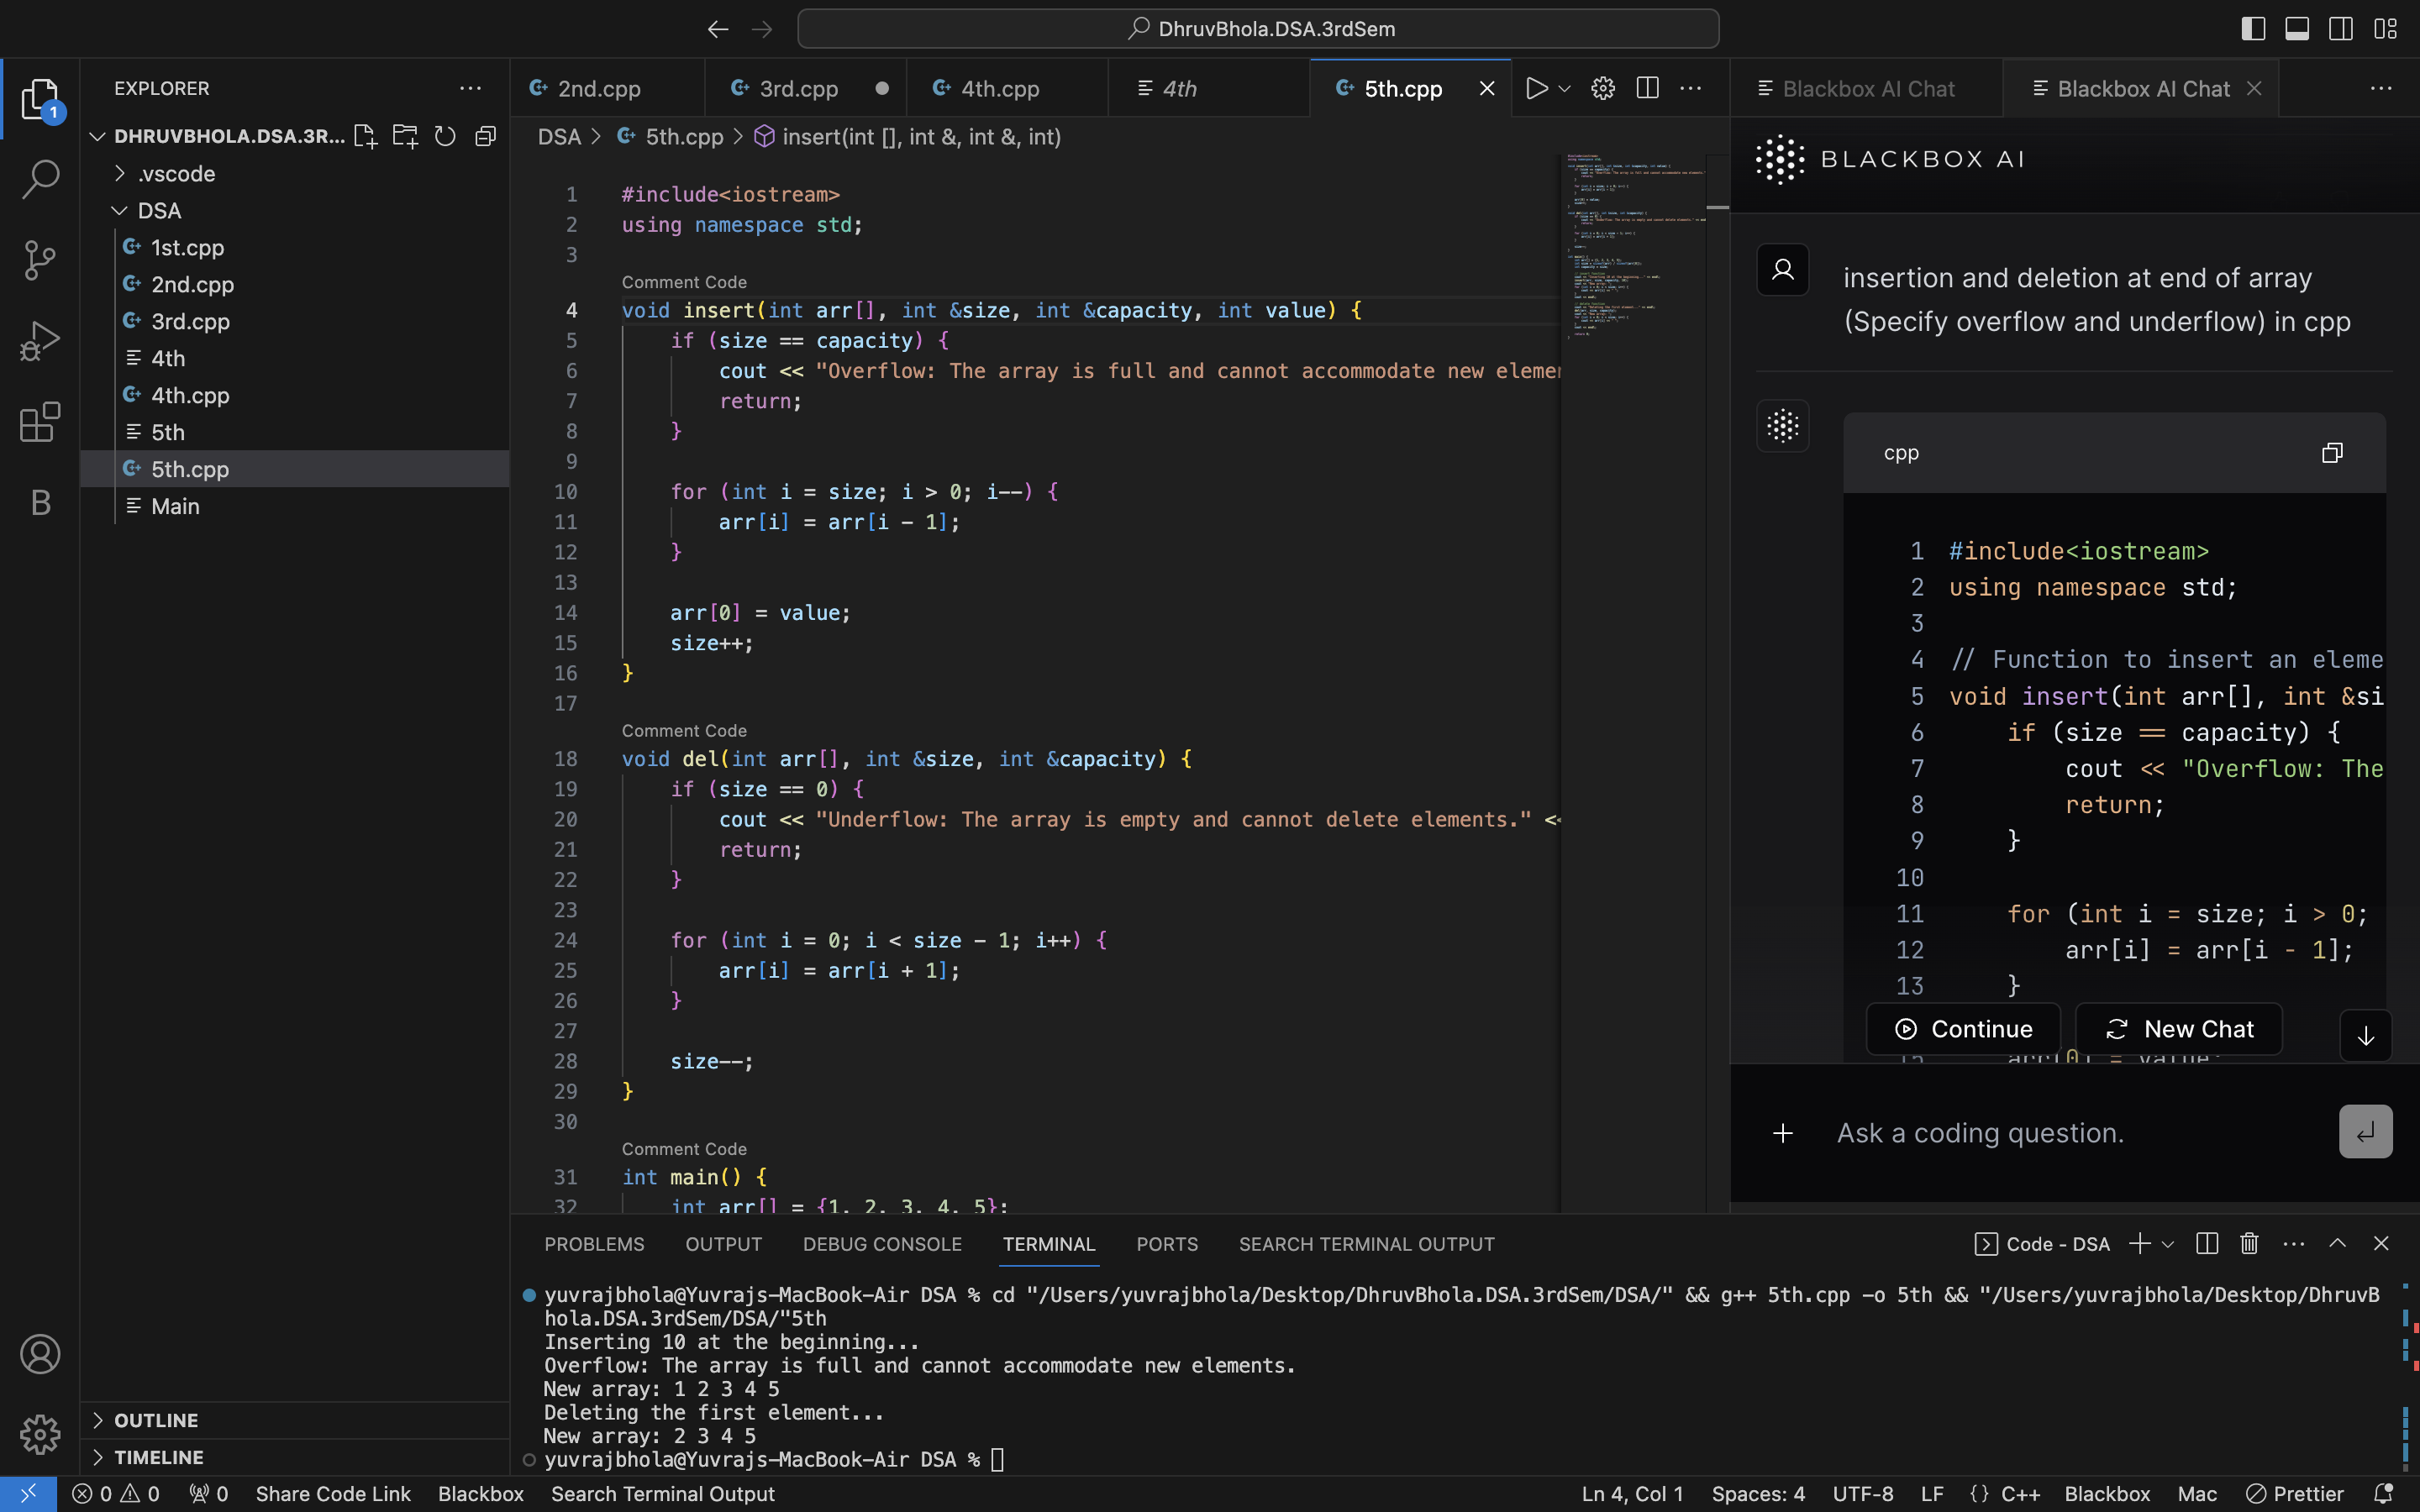 DhruvBhola.DSA.3rdSem
EXPLORER
DHRUVBHOLA.DSA.3R...
.vscode
DSA
1st.cpp
2nd.cpp
3rd.cpp
4th
4th.cpp
5th
5th.cpp
Main
OUTLINE
TIMELINE
1
B
2nd.cpp
3rd.cpp
4th.cpp
4th
5th.cpp
DSA > 5th.cpp > insert(int [], int &, int &, int)
1 #include<iostream>
2 using namespace std;
3
Comment Code
4 void insert(int arr[], int &size, int &capacity, int value) {
5 if (size == capacity) {
6 cout << "Overflow: The array is full and cannot accommodate new elemen
7 return;
8 }
9
10 for (int i = size; i > 0; i--) {
11 arr[i] = arr[i - 1];
12 }
13
14 arr[0] = value;
15 size++;
16 }
17
Comment Code
18 void del(int arr[], int &size, int &capacity) {
19 if (size == 0) {
20 cout << "Underflow: The array is empty and cannot delete elements." <<
21 return;
22 }
23
24 for (int i = 0; i < size - 1; i++) {
25 arr[i] = arr[i + 1];
26 }
27
28 size--;
29 }
30
Comment Code
31 int main() {
32 int arr[] = {1, 2, 3, 4, 5};
Blackbox AI Chat
Blackbox AI Chat
BLACKBOX AI
insertion and deletion at end of array
(Specify overflow and underflow) in cpp
cpp
1 #include<iostream>
2 using namespace std;
3
4 // Function to insert an eleme
5 void insert(int arr[], int &si
6 if (size == capacity) {
7 cout << "Overflow: The
8 return;
9 }
10
11 for (int i = size; i > 0;
12 arr[i] = arr[i - 1];
13 }
Continue
New Chat
15 arr[0] = value;
Ask a coding question.
PROBLEMS OUTPUT DEBUG CONSOLE TERMINAL PORTS SEARCH TERMINAL OUTPUT
Code - DSA
yuvrajbhola@Yuvrajs-MacBook-Air DSA % cd "/Users/yuvrajbhola/Desktop/DhruvBhola.DSA.3rdSem/DSA/" && g++ 5th.cpp -o 5th && "/Users/yuvrajbhola/Desktop/DhruvB
hola.DSA.3rdSem/DSA/"5th
Inserting 10 at the beginning...
Overflow: The array is full and cannot accommodate new elements.
New array: 1 2 3 4 5
Deleting the first element...
New array: 2 3 4 5
yuvrajbhola@Yuvrajs-MacBook-Air DSA %
0 0 0 Share Code Link Blackbox Search Terminal Output
Ln 4, Col 1 Spaces: 4 UTF-8 LF {} C++ Blackbox Mac Prettier